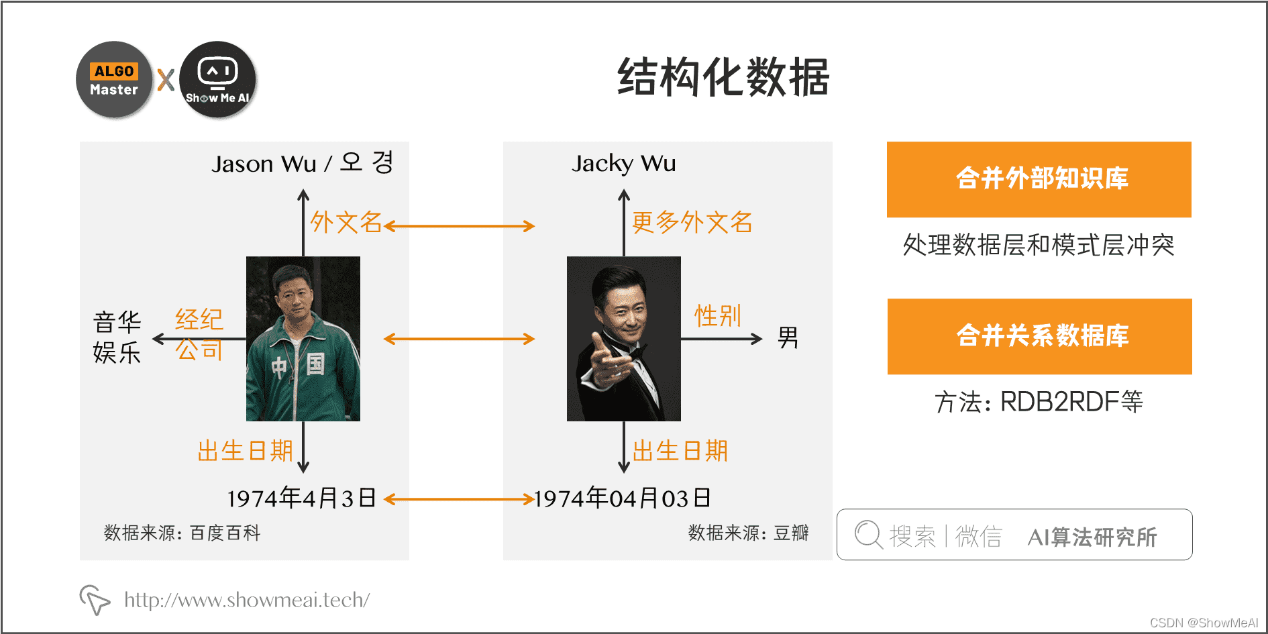 ALGO
Master
X
Show Me AI
结构化数据
Jason Wu / 오 경
外文名
音华
娱乐
经纪
公司
中国
出生日期
1974年4月3日
数据来源: 百度百科
Jacky Wu
更多外文名
性别
男
出生日期
1974年04月03日
数据来源: 豆瓣
合并外部知识库
处理数据层和模式层冲突
合并关系数据库
方法: RDB2RDF等
搜索 | 微信 AI算法研究所
http://www.showmeai.tech/
CSDN @ShowMeAI